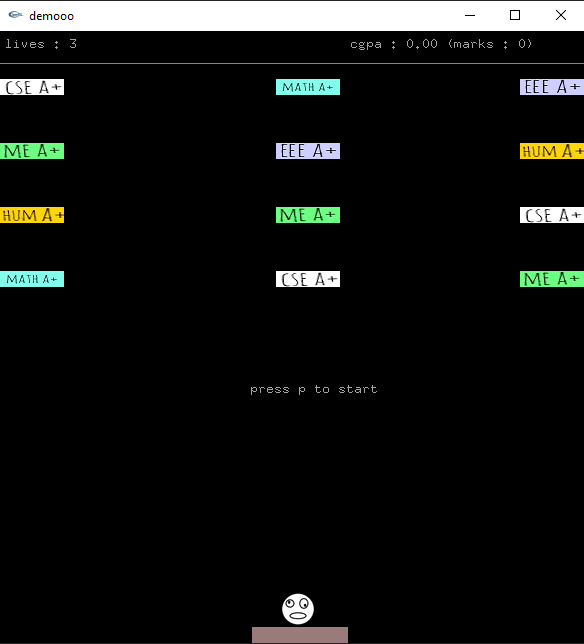 demooo
lives : 3 cgpa : 0.00 (marks : 0)
CSE A+ MATH A+ EEE A+
ME A+ EEE A+ HUM A+
HUM A+ ME A+ CSE A+
MATH A+ CSE A+ ME A+
press p to start